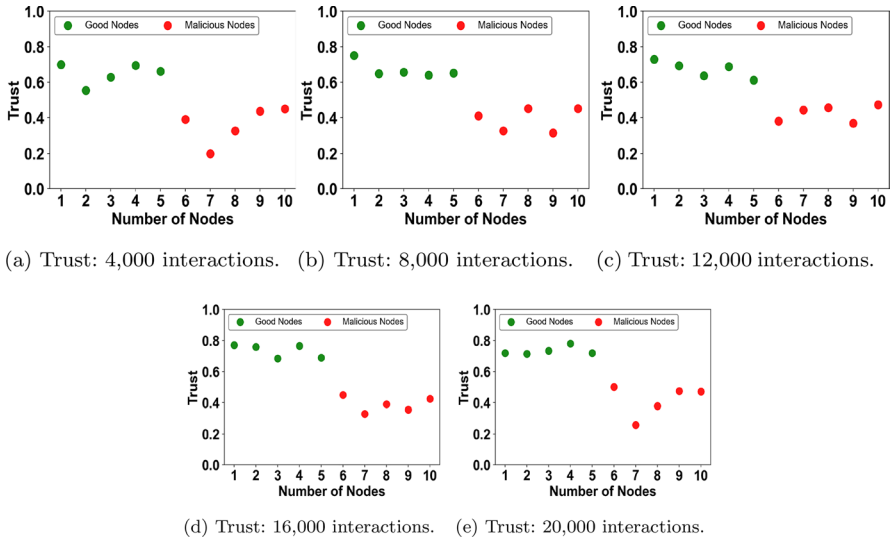 Good Nodes Malicious Nodes
Trust
1.0
0.8
0.6
0.4
0.2
0.0
1 2 3 4 5 6 7 8 9 10
Number of Nodes
(a) Trust: 4,000 interactions.
Good Nodes Malicious Nodes
Trust
1.0
0.8
0.6
0.4
0.2
0.0
1 2 3 4 5 6 7 8 9 10
Number of Nodes
(b) Trust: 8,000 interactions.
Good Nodes Malicious Nodes
Trust
1.0
0.8
0.6
0.4
0.2
0.0
1 2 3 4 5 6 7 8 9 10
Number of Nodes
(c) Trust: 12,000 interactions.
Good Nodes Malicious Nodes
Trust
1.0
0.8
0.6
0.4
0.2
0.0
1 2 3 4 5 6 7 8 9 10
Number of Nodes
(d) Trust: 16,000 interactions.
Good Nodes Malicious Nodes
Trust
1.0
0.8
0.6
0.4
0.2
0.0
1 2 3 4 5 6 7 8 9 10
Number of Nodes
(e) Trust: 20,000 interactions.